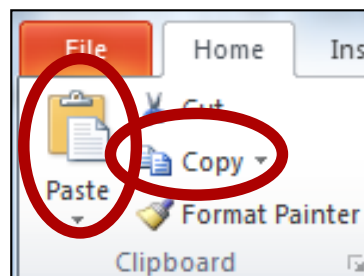 File Home Ins
Cut
Copy
Paste
Format Painter
Clipboard